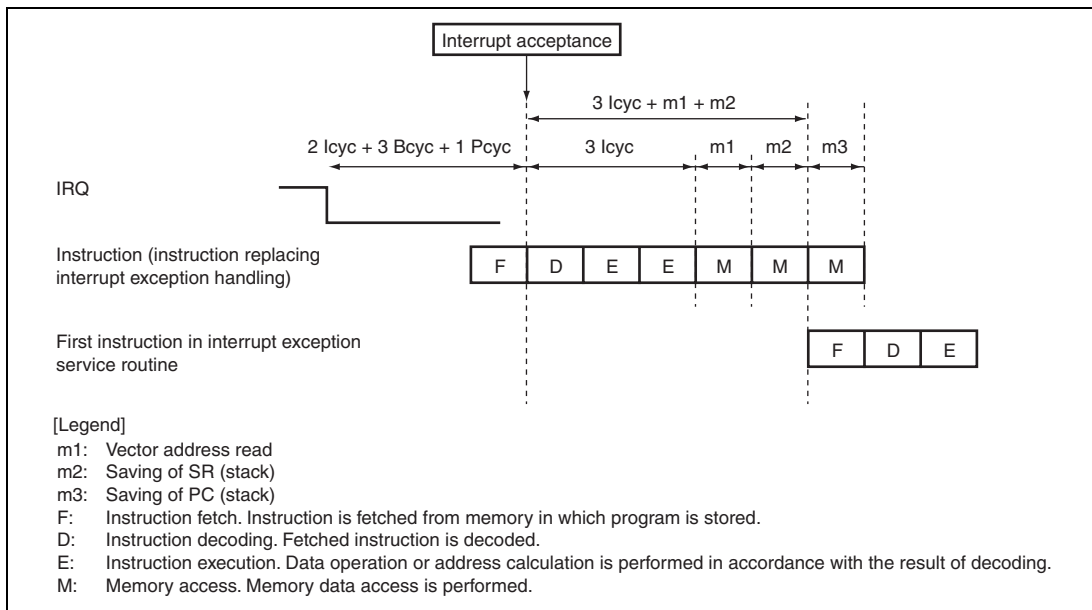 Interrupt acceptance
3 Icyc + m1 + m2
2 Icyc + 3 Bcyc + 1 Pcyc
3 Icyc
m1
m2
m3
IRQ
Instruction (instruction replacing
interrupt exception handling)
F D E E M M M
First instruction in interrupt exception
service routine
F D E
[Legend]
m1: Vector address read
m2: Saving of SR (stack)
m3: Saving of PC (stack)
F: Instruction fetch. Instruction is fetched from memory in which program is stored.
D: Instruction decoding. Fetched instruction is decoded.
E: Instruction execution. Data operation or address calculation is performed in accordance with the result of decoding.
M: Memory access. Memory data access is performed.